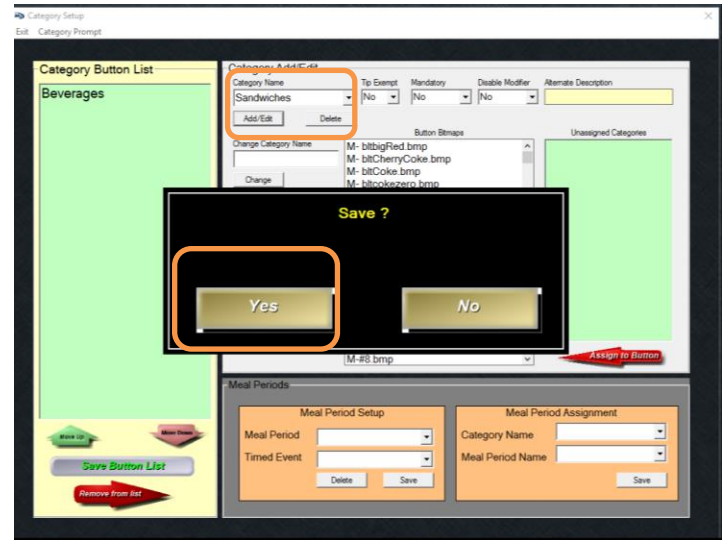 Category Setup
Exit Category Prompt
Category Button List
Beverages
Move Up
Move Down
Save Button List
Remove from list
Category Add/Edit
Category Name
Tip Exempt
Mandatory
Disable Modifier
Alternate Description
Sandwiches
No
No
No
Add/Edit
Delete
Button Bitmaps
Unassigned Categories
Change Category Name
Change
M- bltbigRed.bmp
M- bltCherryCoke.bmp
M- bltCoke.bmp
M- bltcokezero.bmp
Save ?
Yes
No
M-#8.bmp
Assign to Button
Meal Periods
Meal Period Setup
Meal Period
Timed Event
Delete
Save
Meal Period Assignment
Category Name
Meal Period Name
Save